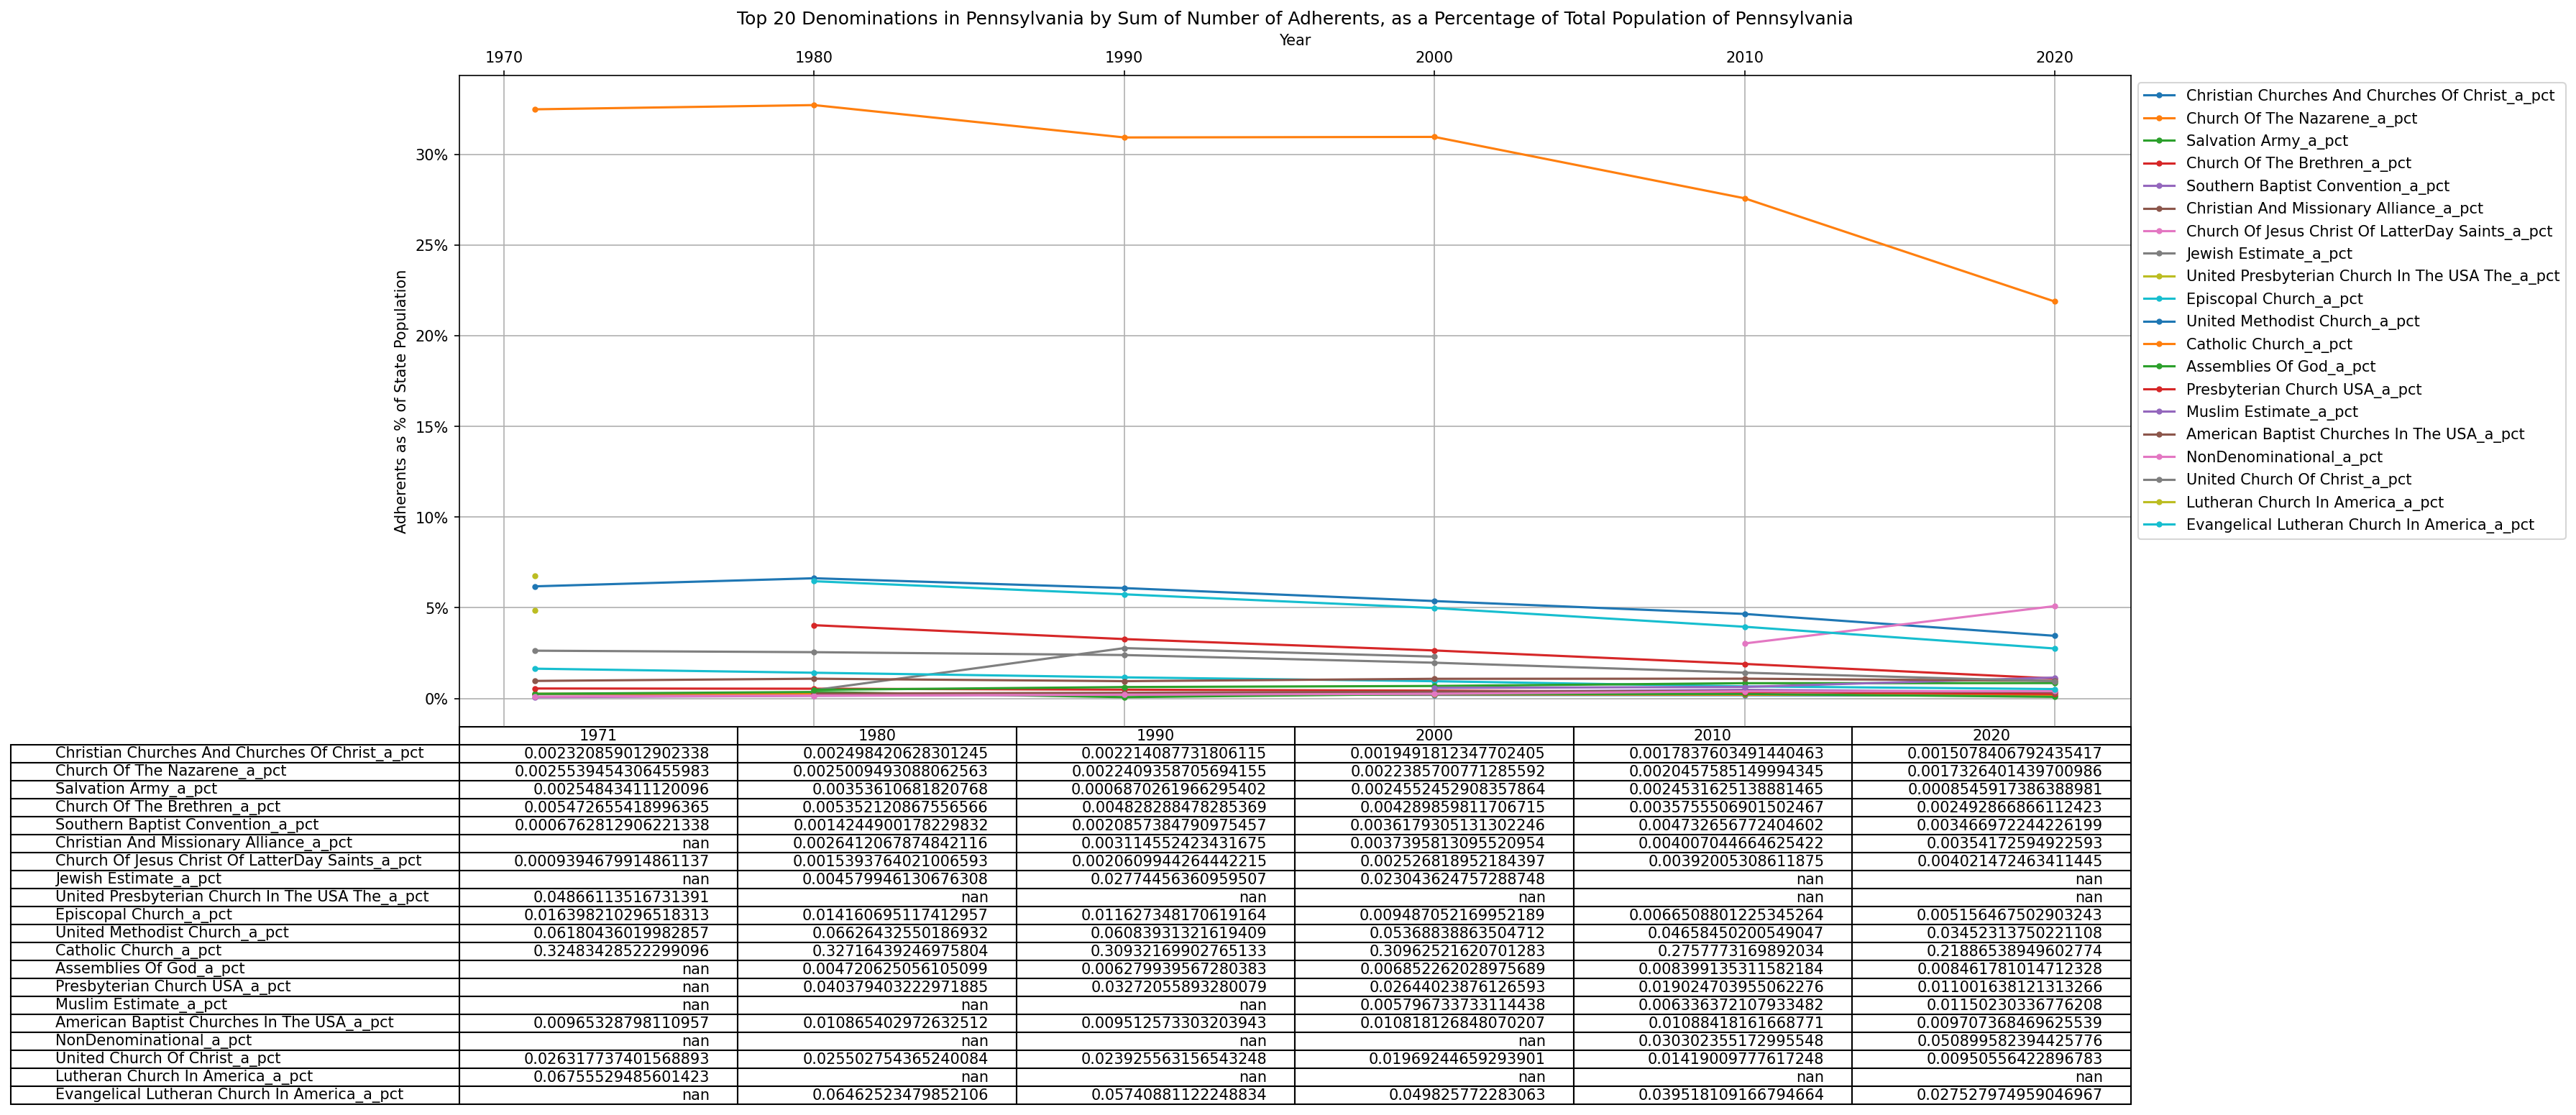 Top 20 Denominations in Pennsylvania by Sum of Number of Adherents, as a Percentage of Total Population of Pennsylvania
Year
1970 1980 1990 2000 2010 2020
Adherents as % of State Population
30%
25%
20%
15%
10%
5%
0%
Christian Churches And Churches Of Christ_a_pct
Church Of The Nazarene_a_pct
Salvation Army_a_pct
Church Of The Brethren_a_pct
Southern Baptist Convention_a_pct
Christian And Missionary Alliance_a_pct
Church Of Jesus Christ Of LatterDay Saints_a_pct
Jewish Estimate_a_pct
United Presbyterian Church In The USA The_a_pct
Episcopal Church_a_pct
United Methodist Church_a_pct
Catholic Church_a_pct
Assemblies Of God_a_pct
Presbyterian Church USA_a_pct
Muslim Estimate_a_pct
American Baptist Churches In The USA_a_pct
NonDenominational_a_pct
United Church Of Christ_a_pct
Lutheran Church In America_a_pct
Evangelical Lutheran Church In America_a_pct
1971 1980 1990 2000 2010 2020
Christian Churches And Churches Of Christ_a_pct 0.002320859012902338 0.002498420628301245 0.002214087731806115 0.0019491812347702405 0.0017837603491440463 0.0015078406792435417
Church Of The Nazarene_a_pct 0.00255394543064559​83 0.0025009493088062563 0.0022409358705694155 0.0022385700771285592 0.0020457585149994345 0.0017326401439700986
Salvation Army_a_pct 0.00254843411120096 0.00353610681820768 0.0006870261966295402 0.0024552452908357864 0.0024531625138881465 0.0008545917386388981
Church Of The Brethren_a_pct 0.005472655418996365 0.005352120867556566 0.0048288478285369 0.004289859811706715 0.0035755506901502467 0.002492866866112423
Southern Baptist Convention_a_pct 0.0006762812906221338 0.0014244900178229832 0.0020857384790975457 0.0036179305131302246 0.004732656772404602 0.003466972244226199
Christian And Missionary Alliance_a_pct nan 0.0026412067874842116 0.003114552423431675 0.0037395813095520954 0.004007044664625422 0.00354172594922593
Church Of Jesus Christ Of LatterDay Saints_a_pct 0.0009394679914861137 0.0015393764021006593 0.0020609944264442215 0.002526818952184397 0.00392005308611875 0.004021472463411445
Jewish Estimate_a_pct nan 0.004579946130676308 0.02774456360959507 0.023043624757288748 nan nan
United Presbyterian Church In The USA The_a_pct 0.04866113516731391 nan nan nan nan nan
Episcopal Church_a_pct 0.016398210296518313 0.014160695117412957 0.011627348170619164 0.009487052169952189 0.0066508801225345264 0.005156467502903243
United Methodist Church_a_pct 0.06180436019982857 0.06626432550186932 0.06083931321619409 0.05368838863504712 0.04658450200549047 0.03452313750221108
Catholic Church_a_pct 0.32483428522299096 0.32716439246975804 0.30932169902765133 0.30962521620701283 0.2757773169892034 0.21886538949602774
Assemblies Of God_a_pct nan 0.004720625056105099 0.006279939567280383 0.006852262028975689 0.008399135311582184 0.008461781014712328
Presbyterian Church USA_a_pct nan 0.040379403222971885 0.03272055893280079 0.02644023876126593 0.019024703955062276 0.011001638121313266
Muslim Estimate_a_pct nan nan nan 0.005796733733114438 0.006336372107933482 0.01150230336776208
American Baptist Churches In The USA_a_pct 0.00965328798110957 0.010865402972632512 0.009512573303203943 0.010818126848070207 0.01088418161668771 0.009707368469625539
NonDenominational_a_pct nan nan nan nan 0.030302355172995548 0.050899582394425776
United Church Of Christ_a_pct 0.026317737401568893 0.025502754365240084 0.023925563156543248 0.01969244659293901 0.01419009777617248 0.00950556422896783
Lutheran Church In America_a_pct 0.06755529485601423 nan nan nan nan nan
Evangelical Lutheran Church In America_a_pct nan 0.06462523479852106 0.05740881122248834 0.049825772283063 0.039518109166794664 0.027527974959046967